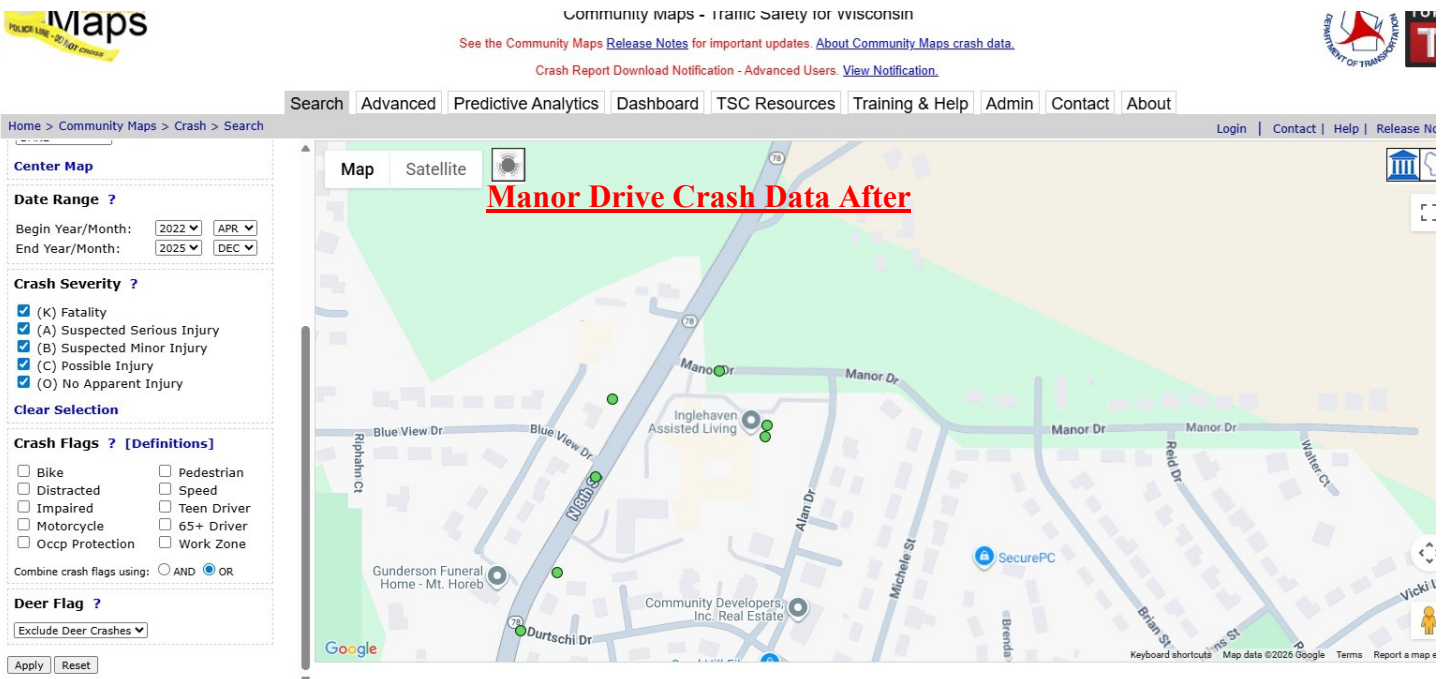 Maps
POLICE LINE - DO NOT CROSS
Community Maps - Traffic Safety for Wisconsin
See the Community Maps Release Notes for important updates. About Community Maps crash data.
Crash Report Download Notification - Advanced Users. View Notification.
DEPARTMENT OF TRANSPORTATION
Search Advanced Predictive Analytics Dashboard TSC Resources Training & Help Admin Contact About
Home > Community Maps > Crash > Search
Login | Contact | Help | Release No
Center Map
Date Range ?
Begin Year/Month: 2022 APR
End Year/Month: 2025 DEC
Crash Severity ?
(K) Fatality
(A) Suspected Serious Injury
(B) Suspected Minor Injury
(C) Possible Injury
(O) No Apparent Injury
Clear Selection
Crash Flags ? [Definitions]
Bike Pedestrian
Distracted Speed
Impaired Teen Driver
Motorcycle 65+ Driver
Occp Protection Work Zone
Combine crash flags using: AND OR
Deer Flag ?
Exclude Deer Crashes
Apply Reset
Map Satellite
Manor Drive Crash Data After
78
78
Manor Dr
Manor Dr
Inglehaven
Assisted Living
Blue View Dr
Blue View Dr
Manor Dr
Manor Dr
Riphahn Ct
Reid Dr
Walter Ct
N 8th St
Alan Dr
SecurePC
Michele St
Gunderson Funeral
Home - Mt. Horeb
Community Developers,
Inc. Real Estate
Vicki L
78
Durtschi Dr
Brenda
Brian St
Google
Keyboard shortcuts Map data ©2026 Google Terms Report a map e